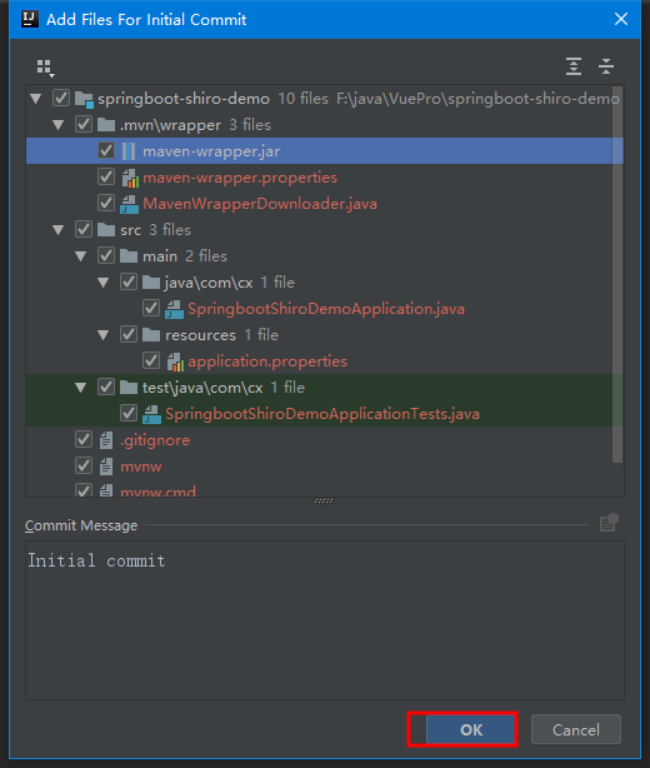 Add Files For Initial Commit
springboot-shiro-demo 10 files F:\java\VuePro\springboot-shiro-demo
.mvn\wrapper 3 files
maven-wrapper.jar
maven-wrapper.properties
MavenWrapperDownloader.java
src 3 files
main 2 files
java\com\cx 1 file
SpringbootShiroDemoApplication.java
resources 1 file
application.properties
test\java\com\cx 1 file
SpringbootShiroDemoApplicationTests.java
.gitignore
mvnw
mvnw.cmd
Commit Message
Initial commit
OK Cancel